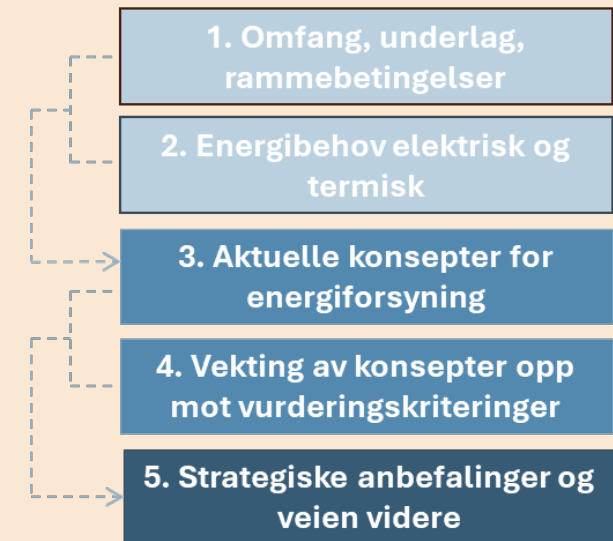 1. Omfang, underlag,
rammebetingelser
2. Energibehov elektrisk og
termisk
3. Aktuelle konsepter for
energiforsyning
4. Vekting av konsepter opp
mot vurderingskriteringer
5. Strategiske anbefalinger og
veien videre